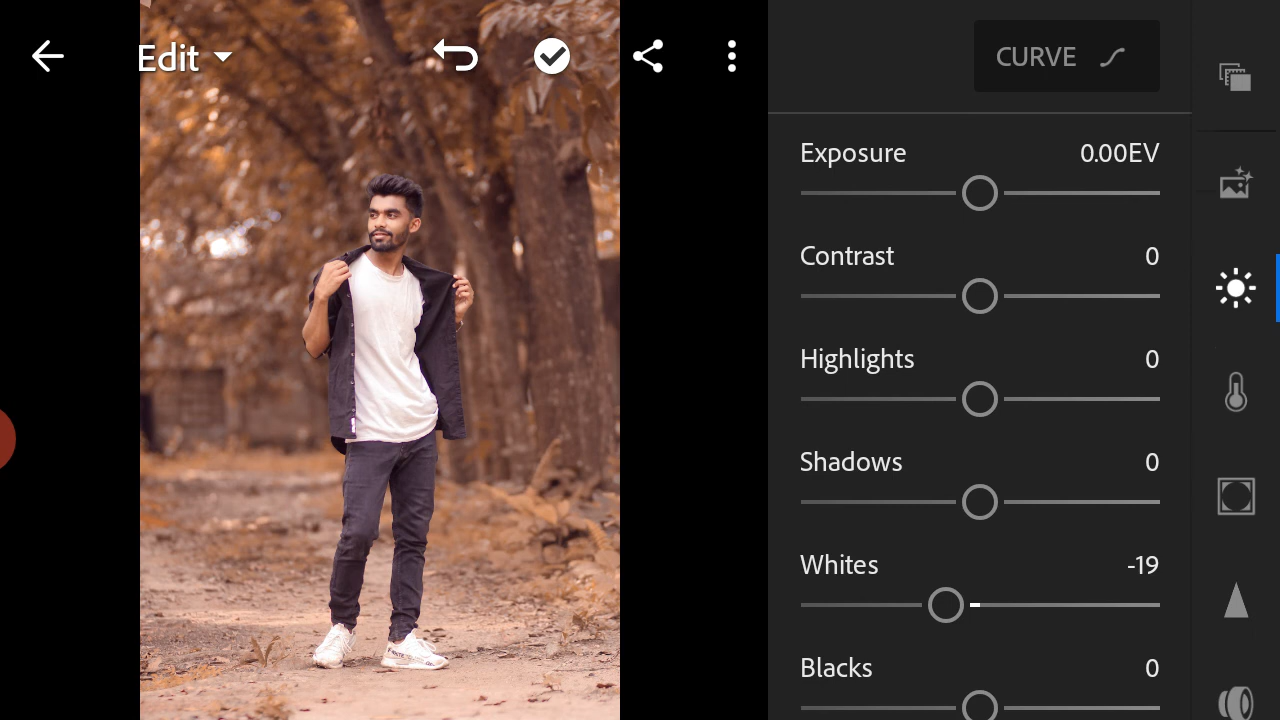 Edit
CURVE
Exposure 0.00EV
Contrast 0
Highlights 0
Shadows 0
Whites -19
Blacks 0